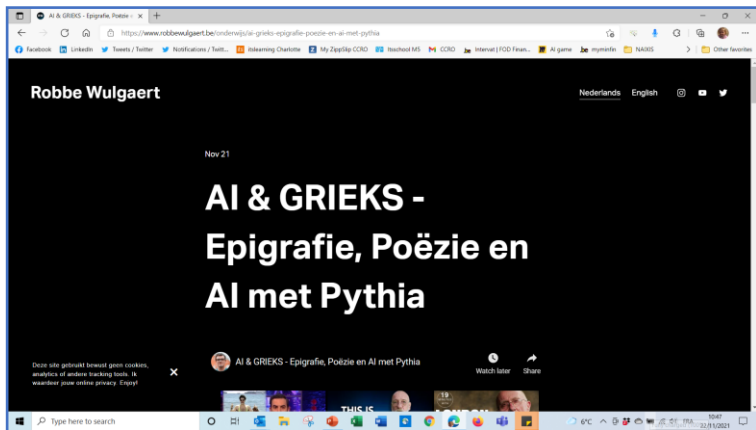 AI & GRIEKS - Epigrafie, Poëzie e
https://www.robbewulgaert.be/onderwijs/ai-grieks-epigrafie-poezie-en-ai-met-pythia
Facebook LinkedIn Tweets / Twitter Notifications / Twitt... itslearning Charlotte My ZippSlip CCRO Itsschool MS CCRO Intervat | FOD Finan... AI game myminfin NAXIS Other favorites
Robbe Wulgaert
Nederlands English
Nov 21
AI & GRIEKS -
Epigrafie, Poëzie en
AI met Pythia
Deze site gebruikt bewust geen cookies,
analytics of andere tracking tools. Ik
waardeer jouw online privacy. Enjoy!
AI & GRIEKS - Epigrafie, Poëzie en AI met Pythia
Watch later Share
THIS IS
19
Type here to search
6°C
FRA
10:47
22/11/2021